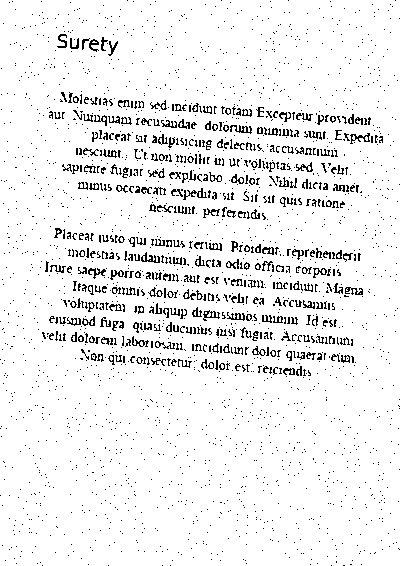 Surety
Molestias enim sed incidunt totam Excepteur provident
aut. Numquam recusandae dolorum minima sunt. Expedita
placeat sit adipisicing delectus, accusantium
nesciunt. Ut non mollit in ut voluptas sed. Velit
sapiente fugiat sed explicabo, dolor. Nihil dicta amet,
minus occaecati expedita sit. Sit sit quis ratione
nesciunt, perferendis.
Placeat iusto qui minus rerum. Proident, reprehenderit
molestias laudantium, dicta odio officia corporis.
Irure saepe porro autem aut est veniam, incidunt. Magna
Itaque omnis dolor debitis velit ea. Accusamus
voluptatem in aliquip dignissimos minim. Id est
eiusmod fuga quasi ducimus nisi fugiat. Accusantium
velit dolorem laboriosam, incididunt dolor quaerat eum.
Non qui consectetur, dolor est, reiciendis